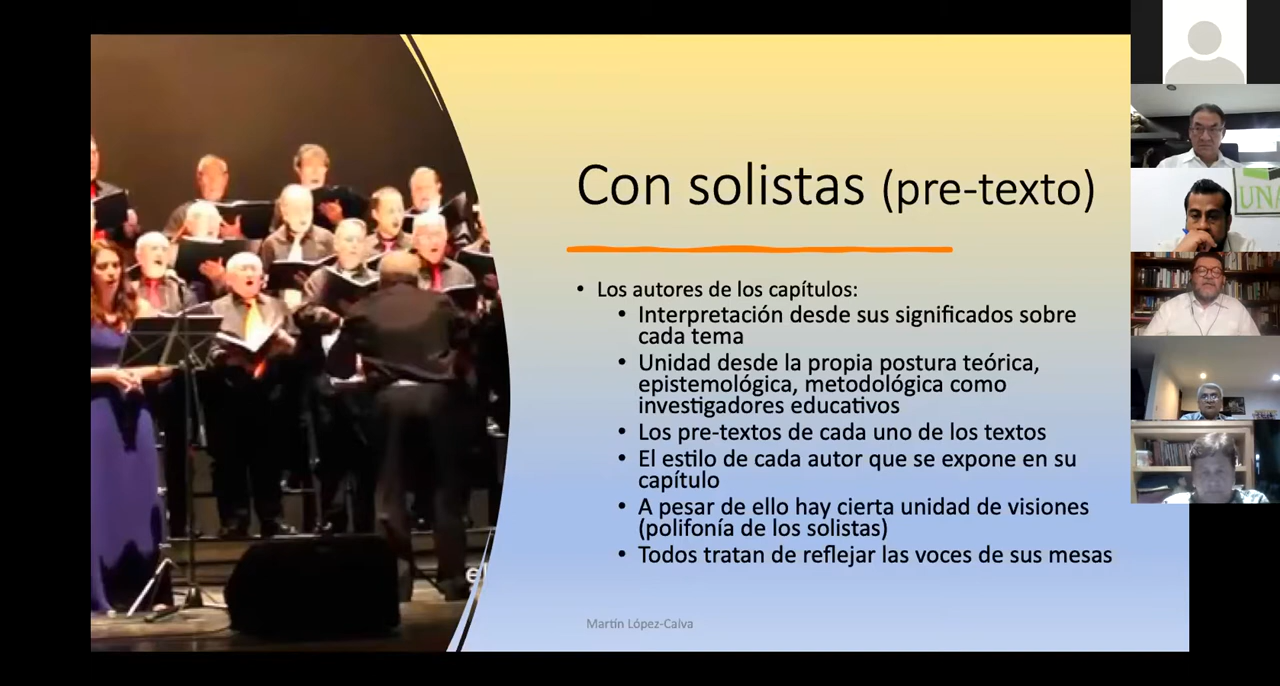 Con solistas (pre-texto)
• Los autores de los capítulos:
• Interpretación desde sus significados sobre
cada tema
• Unidad desde la propia postura teórica,
epistemológica, metodológica como
investigadores educativos
• Los pre-textos de cada uno de los textos
• El estilo de cada autor que se expone en su
capítulo
• A pesar de ello hay cierta unidad de visiones
(polifonía de los solistas)
• Todos tratan de reflejar las voces de sus mesas
Martín López-Calva